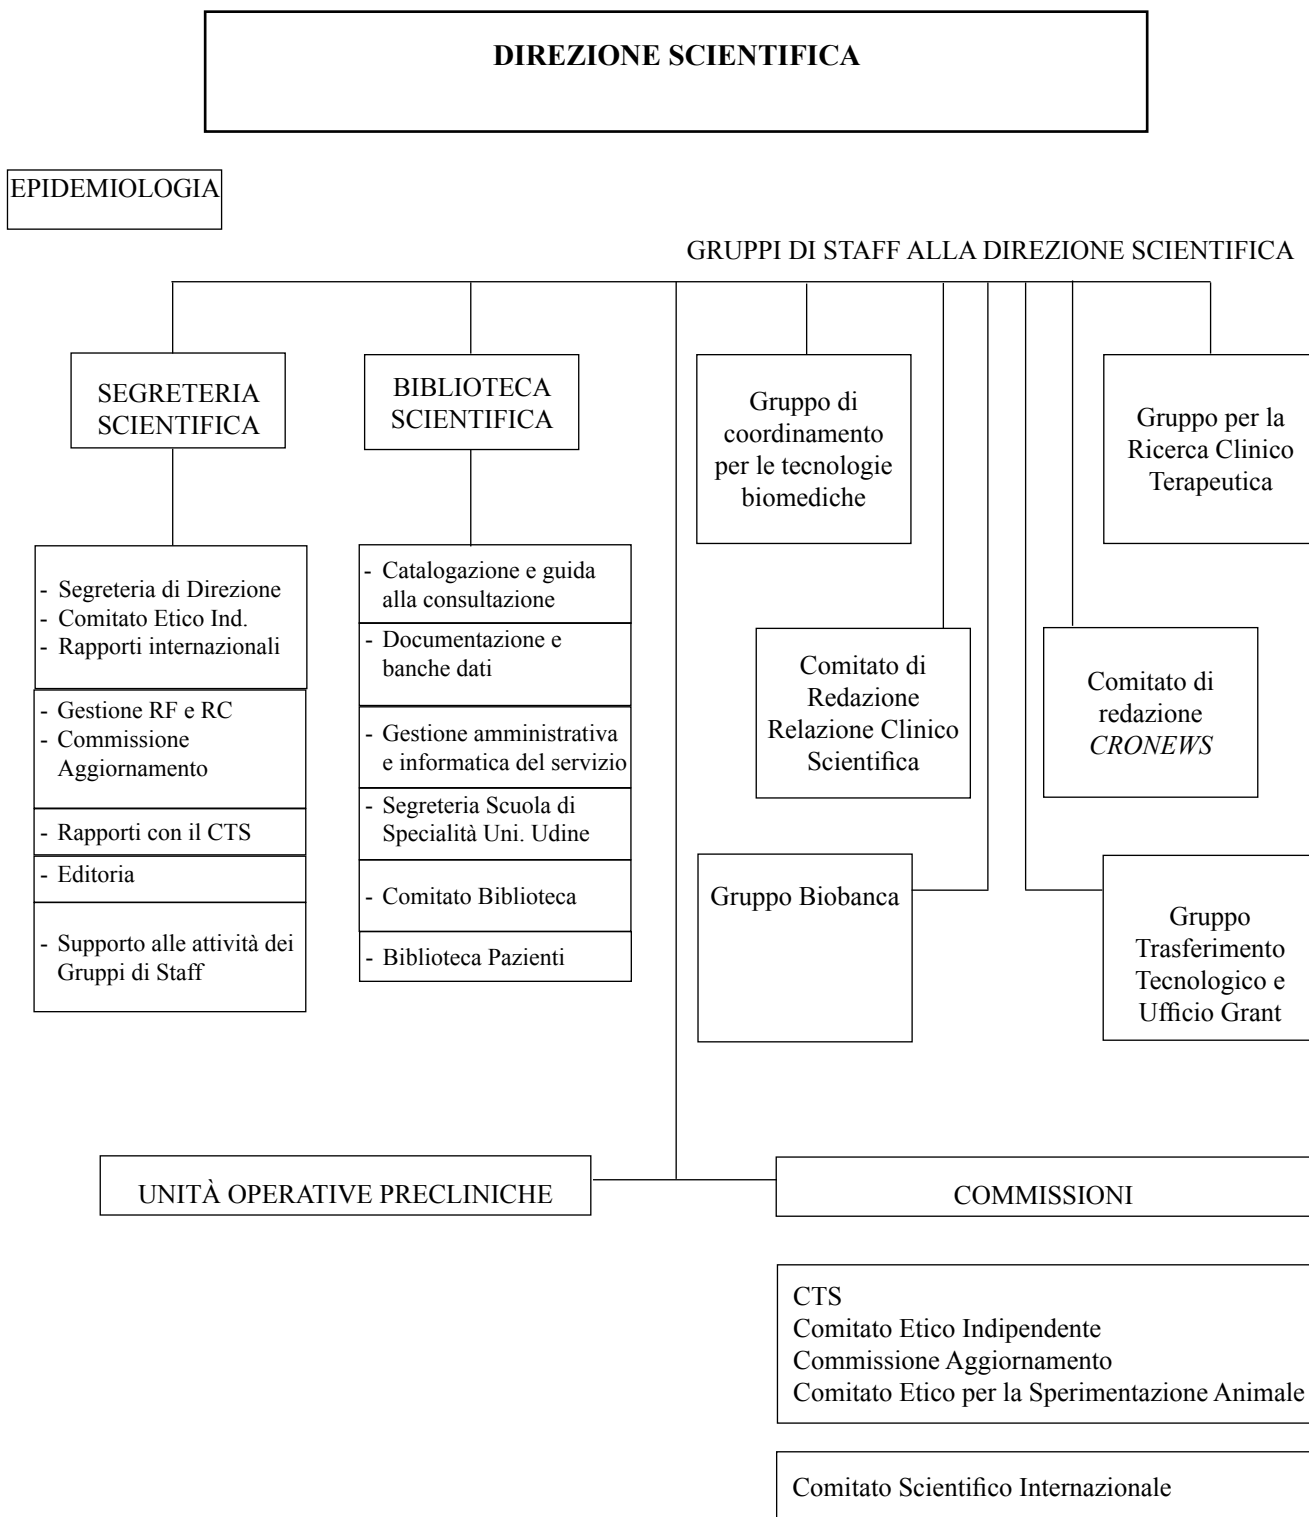 DIREZIONE SCIENTIFICA
EPIDEMIOLOGIA
GRUPPI DI STAFF ALLA DIREZIONE SCIENTIFICA
SEGRETERIA
SCIENTIFICA
BIBLIOTECA
SCIENTIFICA
Gruppo di
coordinamento
per le tecnologie
biomediche
Gruppo per la
Ricerca Clinico
Terapeutica
- Segreteria di Direzione
- Comitato Etico Ind.
- Rapporti internazionali
- Gestione RF e RC
- Commissione
Aggiornamento
- Rapporti con il CTS
- Editoria
- Supporto alle attività dei
Gruppi di Staff
- Catalogazione e guida
alla consultazione
- Documentazione e
banche dati
- Gestione amministrativa
e informatica del servizio
- Segreteria Scuola di
Specialità Uni. Udine
- Comitato Biblioteca
- Biblioteca Pazienti
Comitato di
Redazione
Relazione Clinico
Scientifica
Comitato di
redazione
CRONEWS
Gruppo Biobanca
Gruppo
Trasferimento
Tecnologico e
Ufficio Grant
UNITÀ OPERATIVE PRECLINICHE
COMMISSIONI
CTS
Comitato Etico Indipendente
Commissione Aggiornamento
Comitato Etico per la Sperimentazione Animale
Comitato Scientifico Internazionale